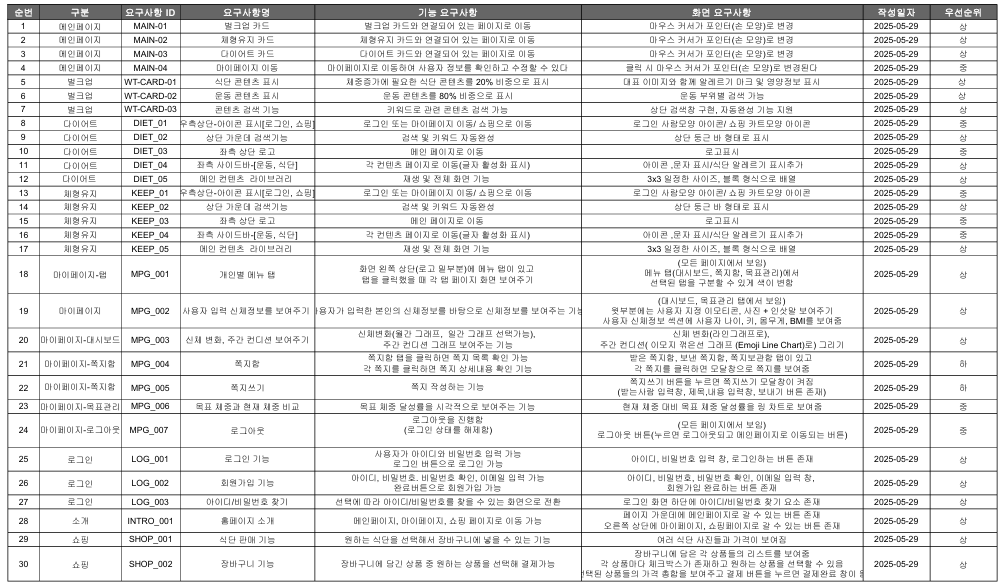 순번 구분 요구사항 ID 요구사항명 기능 요구사항 화면 요구사항 작성일자 우선순위
1 메인페이지 MAIN-01 벌크업 카드 벌크업 카드와 연결되어 있는 페이지로 이동 마우스 커서가 포인터(손 모양)로 변경 2025-05-29 상
2 메인페이지 MAIN-02 체형유지 카드 체형유지 카드와 연결되어 있는 페이지로 이동 마우스 커서가 포인터(손 모양)로 변경 2025-05-29 상
3 메인페이지 MAIN-03 다이어트 카드 다이어트 카드와 연결되어 있는 페이지로 이동 마우스 커서가 포인터(손 모양)로 변경 2025-05-29 상
4 메인페이지 MAIN-04 마이페이지 이동 마이페이지로 이동하여 사용자 정보를 확인하고 수정할 수 있다 클릭 시 마우스 커서가 포인터(손 모양)로 변경된다 2025-05-29 중
5 벌크업 WT-CARD-01 식단 콘텐츠 표시 체중증가에 필요한 식단 콘텐츠를 20% 비중으로 표시 대표 이미지와 함께 알레르기 마크 및 영양정보 표시 2025-05-29 상
6 벌크업 WT-CARD-02 운동 콘텐츠 표시 운동 콘텐츠를 80% 비중으로 표시 운동 부위별 검색 가능 2025-05-29 상
7 벌크업 WT-CARD-03 콘텐츠 검색 기능 키워드로 관련 콘텐츠 검색 가능 상단 검색창 구현, 자동완성 기능 지원 2025-05-29 상
8 다이어트 DIET_01 우측상단-아이콘 표시[로그인, 쇼핑] 로그인 또는 마이페이지 이동/ 쇼핑으로 이동 로그인 사람모양 아이콘/ 쇼핑 카트모양 아이콘 2025-05-29 중
9 다이어트 DIET_02 상단 가운데 검색기능 검색 및 키워드 자동완성 상단 둥근 바 형태로 표시 2025-05-29 상
10 다이어트 DIET_03 좌측 상단 로고 메인 페이지로 이동 로고표시 2025-05-29 중
11 다이어트 DIET_04 좌측 사이드바-[운동, 식단] 각 컨텐츠 페이지로 이동(글자 활성화 표시) 아이콘 ,문자 표시/식단 알레르기 표시추가 2025-05-29 상
12 다이어트 DIET_05 메인 컨텐츠 라이브러리 재생 및 전체 화면 기능 3x3 일정한 사이즈, 블록 형식으로 배열 2025-05-29 상
13 체형유지 KEEP_01 우측상단-아이콘 표시[로그인, 쇼핑] 로그인 또는 마이페이지 이동/ 쇼핑으로 이동 로그인 사람모양 아이콘/ 쇼핑 카트모양 아이콘 2025-05-29 중
14 체형유지 KEEP_02 상단 가운데 검색기능 검색 및 키워드 자동완성 상단 둥근 바 형태로 표시 2025-05-29 상
15 체형유지 KEEP_03 좌측 상단 로고 메인 페이지로 이동 로고표시 2025-05-29 중
16 체형유지 KEEP_04 좌측 사이드바-[운동, 식단] 각 컨텐츠 페이지로 이동(글자 활성화 표시) 아이콘 ,문자 표시/식단 알레르기 표시추가 2025-05-29 상
17 체형유지 KEEP_05 메인 컨텐츠 라이브러리 재생 및 전체 화면 기능 3x3 일정한 사이즈, 블록 형식으로 배열 2025-05-29 상
(모든 페이지에서 보임)
화면 왼쪽 상단(로고 일부분)에 메뉴 탭이 있고 메뉴 탭(대시보드, 쪽지함, 목표관리)에서
18 마이페이지-탭 MPG_001 개인별 메뉴 탭 탭을 클릭했을 때 각 탭 페이지 화면 보여주기 선택된 탭을 구분할 수 있게 색이 변함 2025-05-29 상
(대시보드, 목표관리 탭에서 보임)
19 마이페이지 MPG_002 사용자 입력 신체정보를 보여주기 사용자가 입력한 본인의 신체정보를 바탕으로 신체정보를 보여주는 기능 윗부분에는 사용자 지정 이모티콘, 사진 + 인삿말 보여주기 2025-05-29 상
사용자 신체정보 섹션에 사용자 나이, 키, 몸무게, BMI를 보여줌
20 마이페이지-대시보드 MPG_003 신체 변화, 주간 컨디션 보여주기 신체변화(월간 그래프, 일간 그래프 선택가능), 신체 변화(라인그래프로), 2025-05-29 상
주간 컨디션 그래프 보여주는 기능 주간 컨디션( 이모지 꺾은선 그래프 (Emoji Line Chart)로) 그리기
21 마이페이지-쪽지함 MPG_004 쪽지함 쪽지함 탭을 클릭하면 쪽지 목록 확인 가능 받은 쪽지함, 보낸 쪽지함, 쪽지보관함 탭이 있고 2025-05-29 하
각 쪽지를 클릭하면 쪽지 상세내용 확인 기능 각 쪽지를 클릭하면 모달창으로 쪽지를 보여줌
22 마이페이지-쪽지함 MPG_005 쪽지쓰기 쪽지 작성하는 기능 쪽지쓰기 버튼을 누르면 쪽지쓰기 모달창이 켜짐 2025-05-29 하
(받는사람 입력창, 제목,내용 입력창, 보내기 버튼 존재)
23 마이페이지-목표관리 MPG_006 목표 체중과 현재 체중 비교 목표 체중 달성률을 시각적으로 보여주는 기능 현재 체중 대비 목표 체중 달성률을 링 차트로 보여줌 2025-05-29 중
24 마이페이지-로그아웃 MPG_007 로그아웃 로그아웃을 진행함 (모든 페이지에서 보임) 2025-05-29 중
(로그인 상태를 해제함) 로그아웃 버튼(누르면 로그아웃되고 메인페이지로 이동되는 버튼)
25 로그인 LOG_001 로그인 기능 사용자가 아이디와 비밀번호 입력 가능 아이디, 비밀번호 입력 창, 로그인하는 버튼 존재 2025-05-29 상
로그인 버튼으로 로그인 가능
26 로그인 LOG_002 회원가입 기능 아이디, 비밀번호, 비밀번호 확인, 이메일 입력 가능 아이디, 비밀번호, 비밀번호 확인, 이메일 입력 창, 2025-05-29 상
완료버튼으로 회원가입 가능 회원가입 완료하는 버튼 존재
27 로그인 LOG_003 아이디/비밀번호 찾기 선택에 따라 아이디/비밀번호를 찾을 수 있는 화면으로 전환 로그인 화면 하단에 아이디/비밀번호 찾기 요소 존재 2025-05-29 상
28 소개 INTRO_001 홈페이지 소개 메인페이지, 마이페이지, 쇼핑 페이지로 이동 가능 페이지 가운데에 메인페이지로 갈 수 있는 버튼 존재 2025-05-29 상
오른쪽 상단에 마이페이지, 쇼핑페이지로 갈 수 있는 버튼 존재
29 쇼핑 SHOP_001 식단 판매 기능 원하는 식단을 선택해서 장바구니에 넣을 수 있는 기능 여러 식단 사진들과 가격이 보여짐 2025-05-29 상
장바구니에 담은 각 상품들의 리스트를 보여줌
30 쇼핑 SHOP_002 장바구니 기능 장바구니에 담긴 상품 중 원하는 상품을 선택해 결제가능 각 상품마다 체크박스가 존재하고 원하는 상품을 선택할 수 있음 2025-05-29 상
선택된 상품들의 가격 총합을 보여주고 결제 버튼을 누르면 결제완료 창이